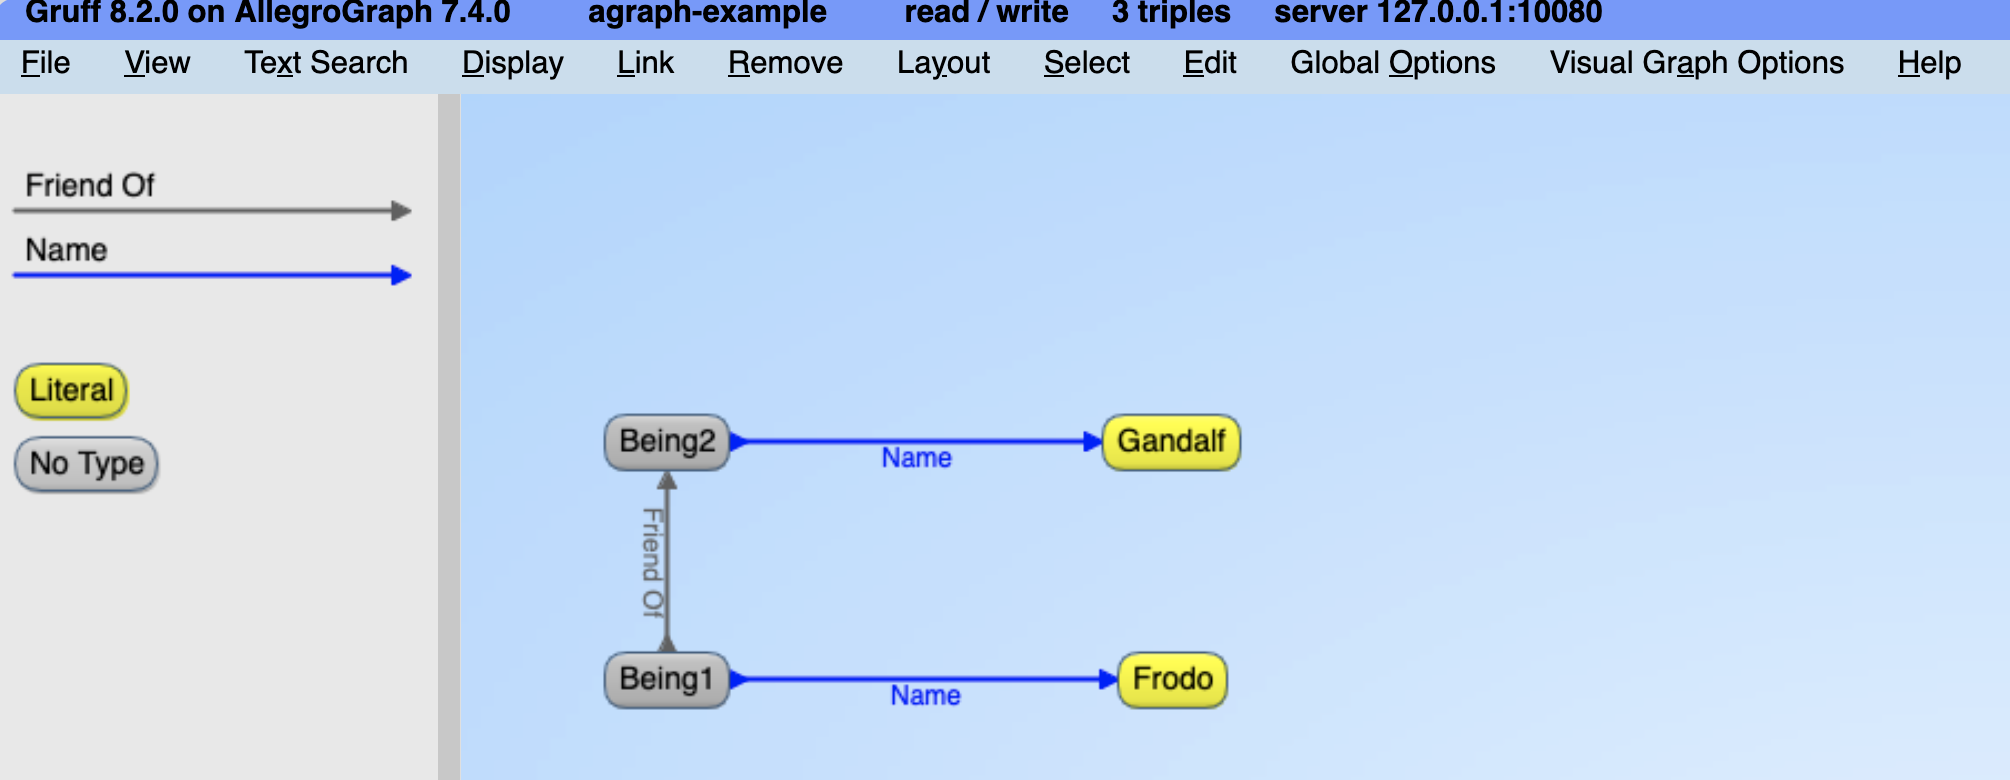 Gruff 8.2.0 on AllegroGraph 7.4.0 agraph-example read / write 3 triples server 127.0.0.1:10080
File View Text Search Display Link Remove Layout Select Edit Global Options Visual Graph Options Help
Friend Of
Name
Literal
No Type
Being2 Name Gandalf
Friend Of
Being1 Name Frodo